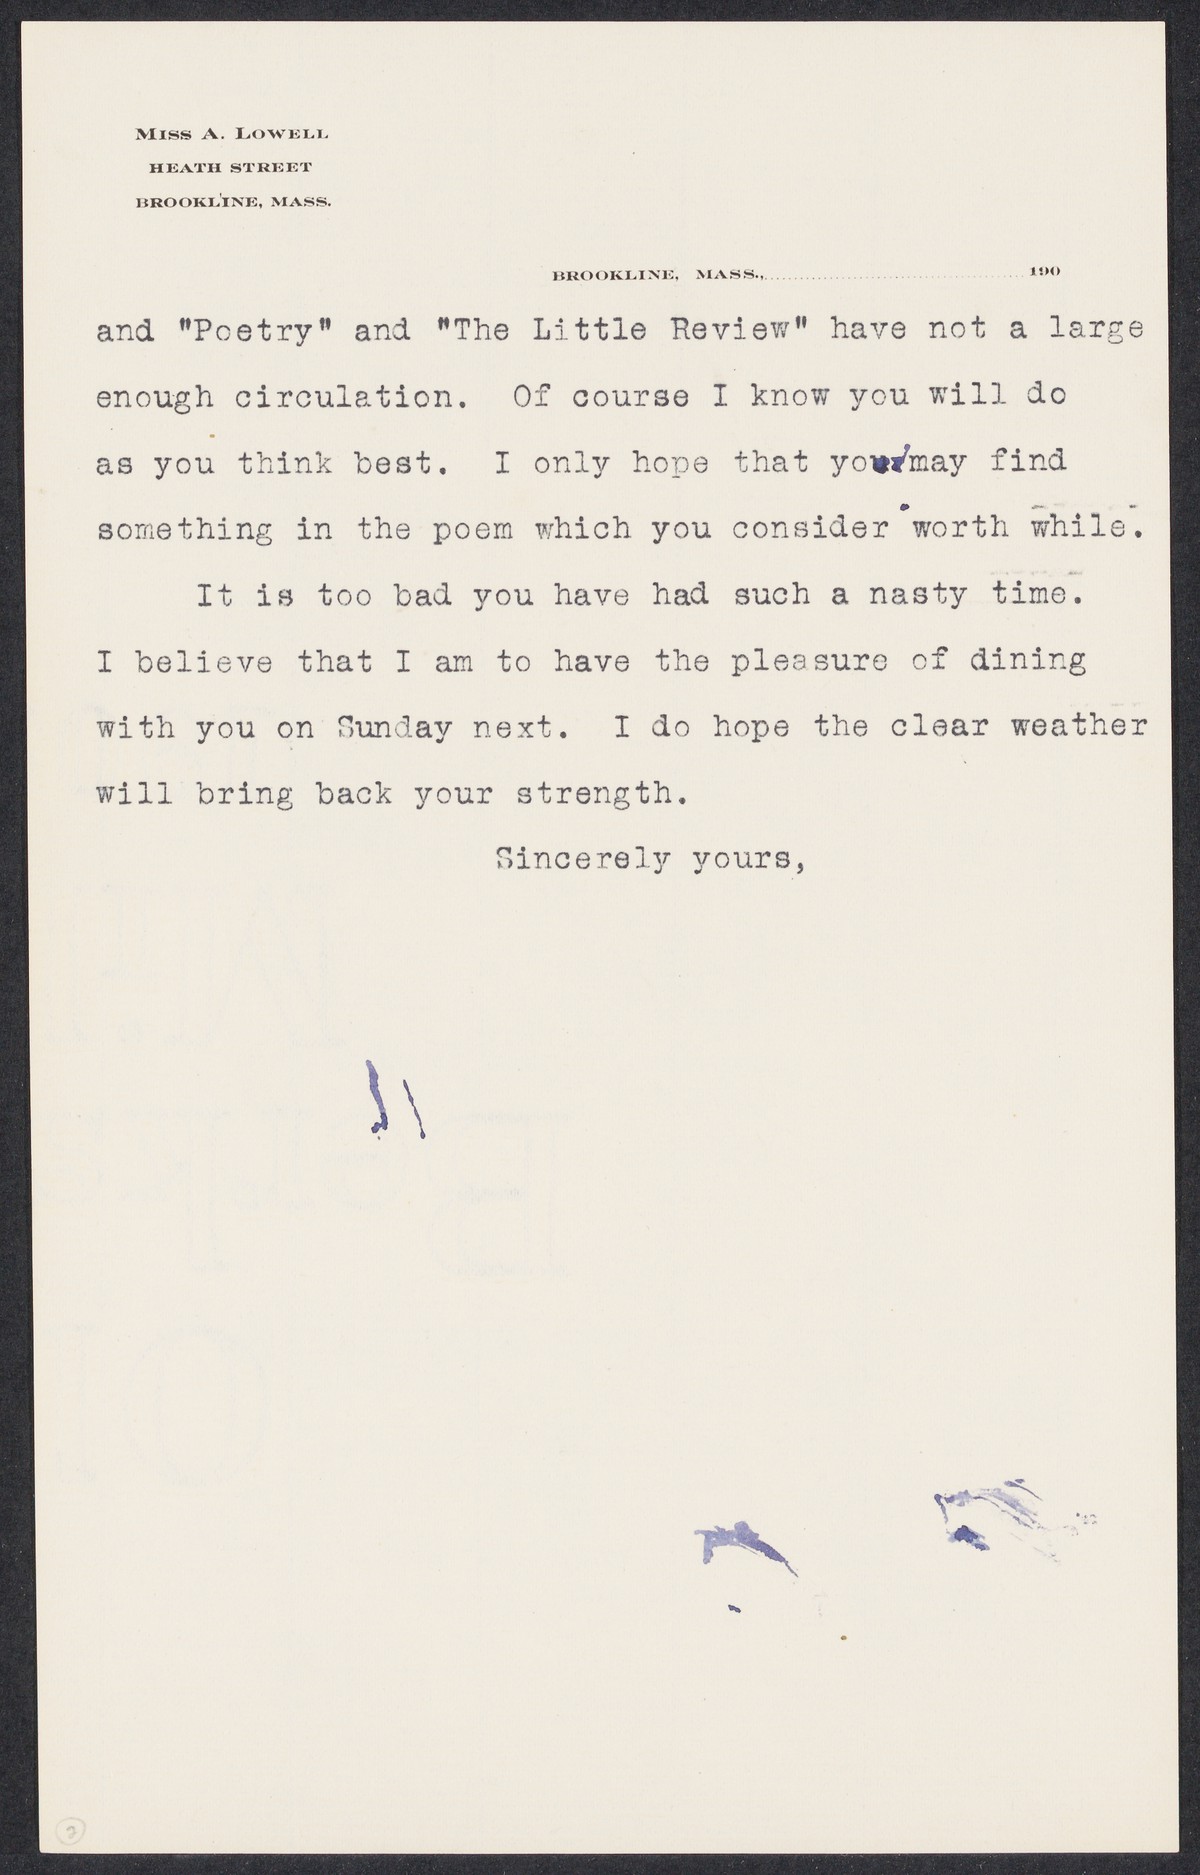 Miss A. Lowell
HEATH STREET
BROOKLINE, MASS.
BROOKLINE, MASS., 190
and "Poetry" and "The Little Review" have not a large
enough circulation. Of course I know you will do
as you think best. I only hope that you may find
something in the poem which you consider worth while.
It is too bad you have had such a nasty time.
I believe that I am to have the pleasure of dining
with you on Sunday next. I do hope the clear weather
will bring back your strength.
Sincerely yours,
2